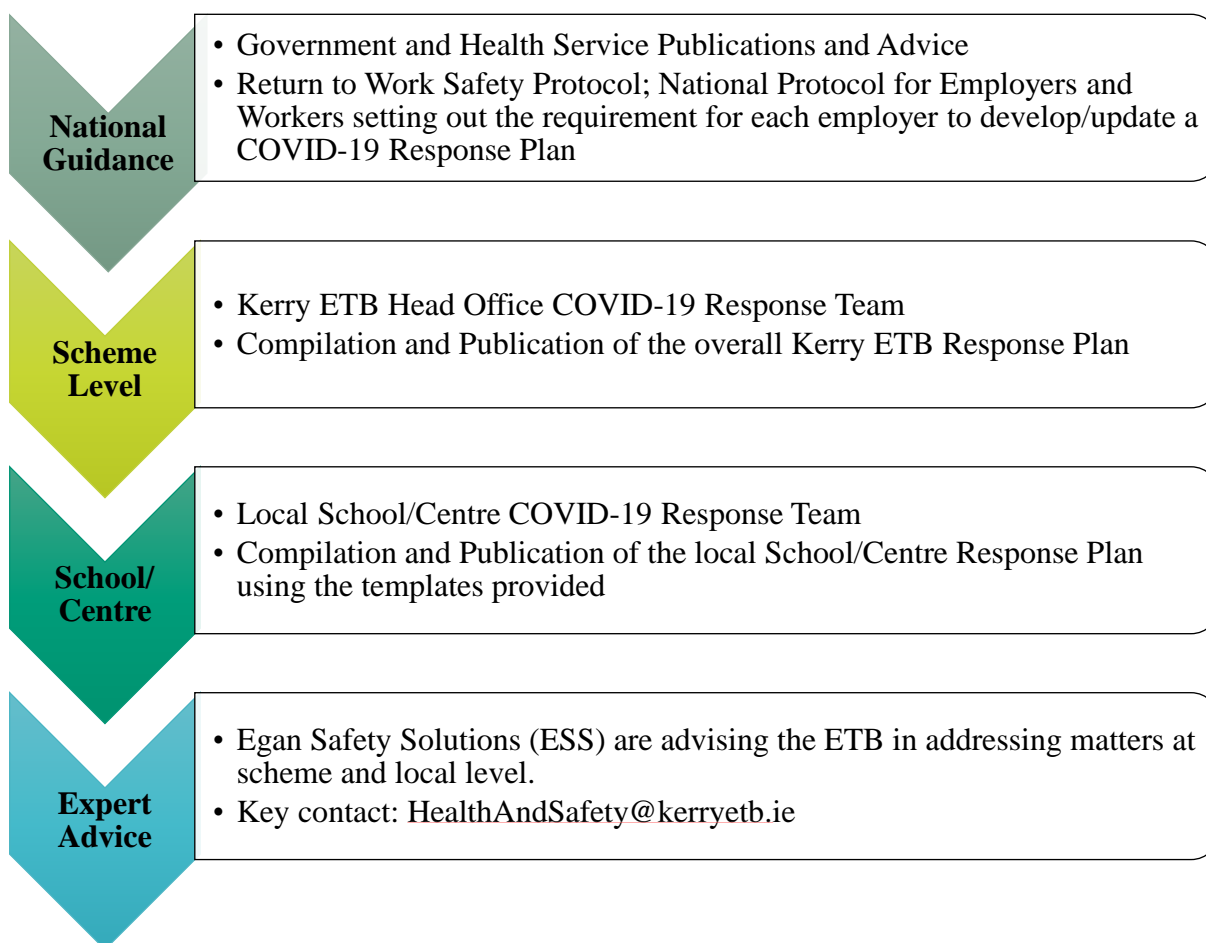 National
Guidance
• Government and Health Service Publications and Advice
• Return to Work Safety Protocol; National Protocol for Employers and
Workers setting out the requirement for each employer to develop/update a
COVID-19 Response Plan
Scheme
Level
• Kerry ETB Head Office COVID-19 Response Team
• Compilation and Publication of the overall Kerry ETB Response Plan
School/
Centre
• Local School/Centre COVID-19 Response Team
• Compilation and Publication of the local School/Centre Response Plan
using the templates provided
Expert
Advice
• Egan Safety Solutions (ESS) are advising the ETB in addressing matters at
scheme and local level.
• Key contact: HealthAndSafety@kerryetb.ie